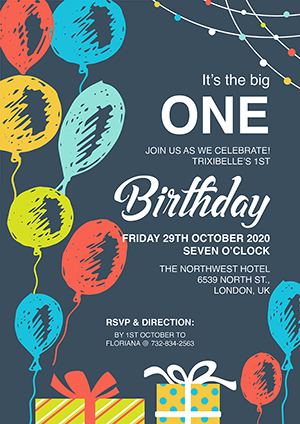 It's the big
ONE
JOIN US AS WE CELEBRATE!
TRIXIBELLE'S 1ST
Birthday
FRIDAY 29TH OCTOBER 2020
SEVEN O'CLOCK
THE NORTHWEST HOTEL
6539 NORTH ST.,
LONDON, UK
RSVP & DIRECTION:
BY 1ST OCTOBER TO
FLORIANA @ 732-834-2563